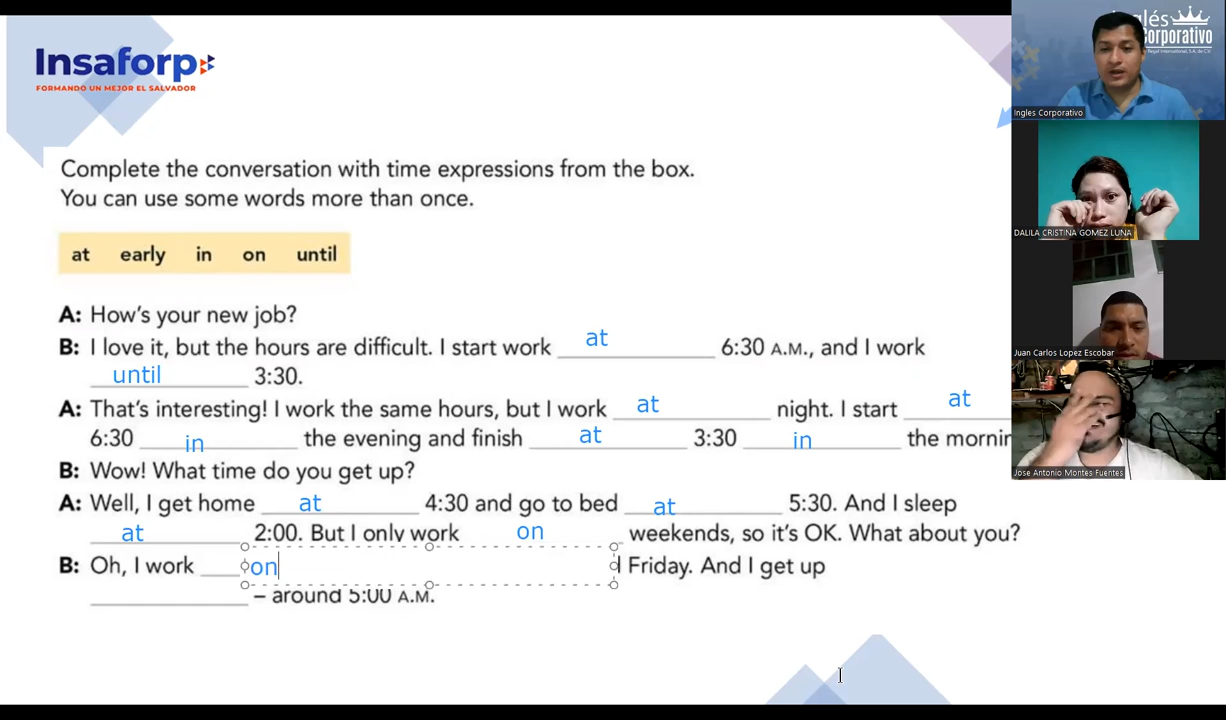 Insaforp
FORMANDO UN MEJOR EL SALVADOR
Inglés
Corporativo
Ingles Corporativo
DALILA CRISTINA GOMEZ LUNA
Juan Carlos Lopez Escobar
Jose Antonio Montes Fuentes
Complete the conversation with time expressions from the box.
You can use some words more than once.
at early in on until
A: How's your new job?
B: I love it, but the hours are difficult. I start work at 6:30 A.M., and I work
until 3:30.
A: That's interesting! I work the same hours, but I work at night. I start at
6:30 in the evening and finish at 3:30 in the mornin
B: Wow! What time do you get up?
A: Well, I get home at 4:30 and go to bed at 5:30. And I sleep
at 2:00. But I only work on weekends, so it's OK. What about you?
B: Oh, I work on Friday. And I get up
– around 5:00 A.M.